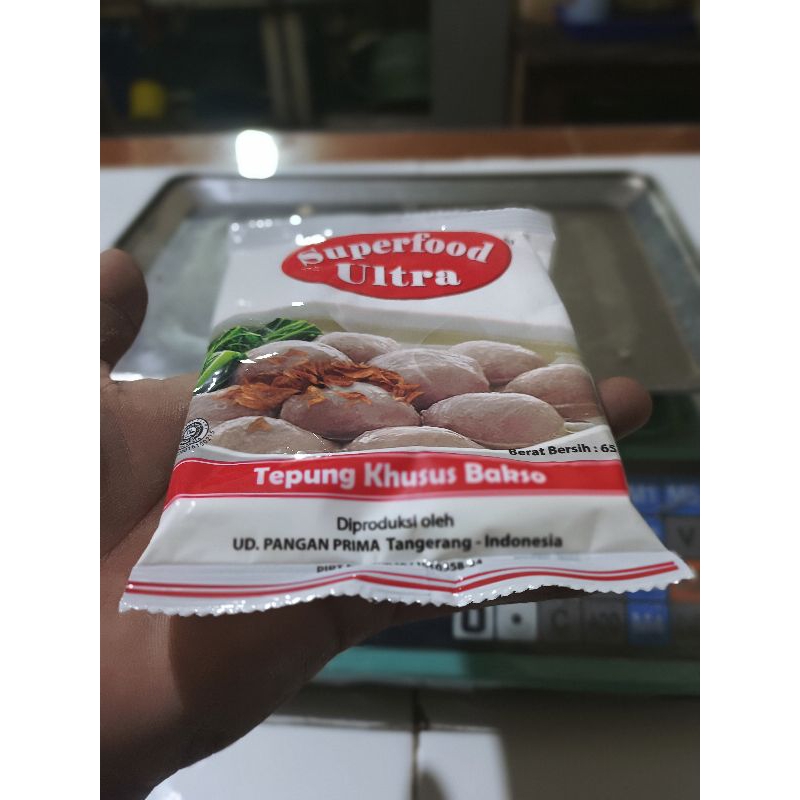 Superfood
Ultra
Berat Bersih : 65
Tepung Khusus Bakso
Diproduksi oleh
UD. PANGAN PRIMA Tangerang - Indonesia